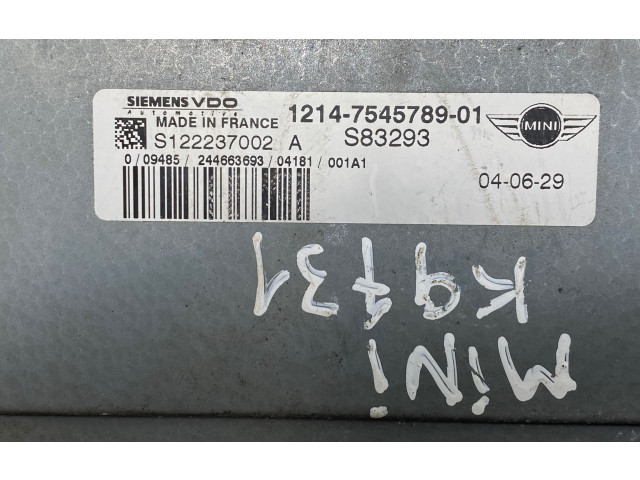 SIEMENS VDO
Automotive
MADE IN FRANCE
1214-7545789-01
MINI
S122237002 A
S83293
0/09485/244663693/04181/001A1
04-06-29
MINI
K9731